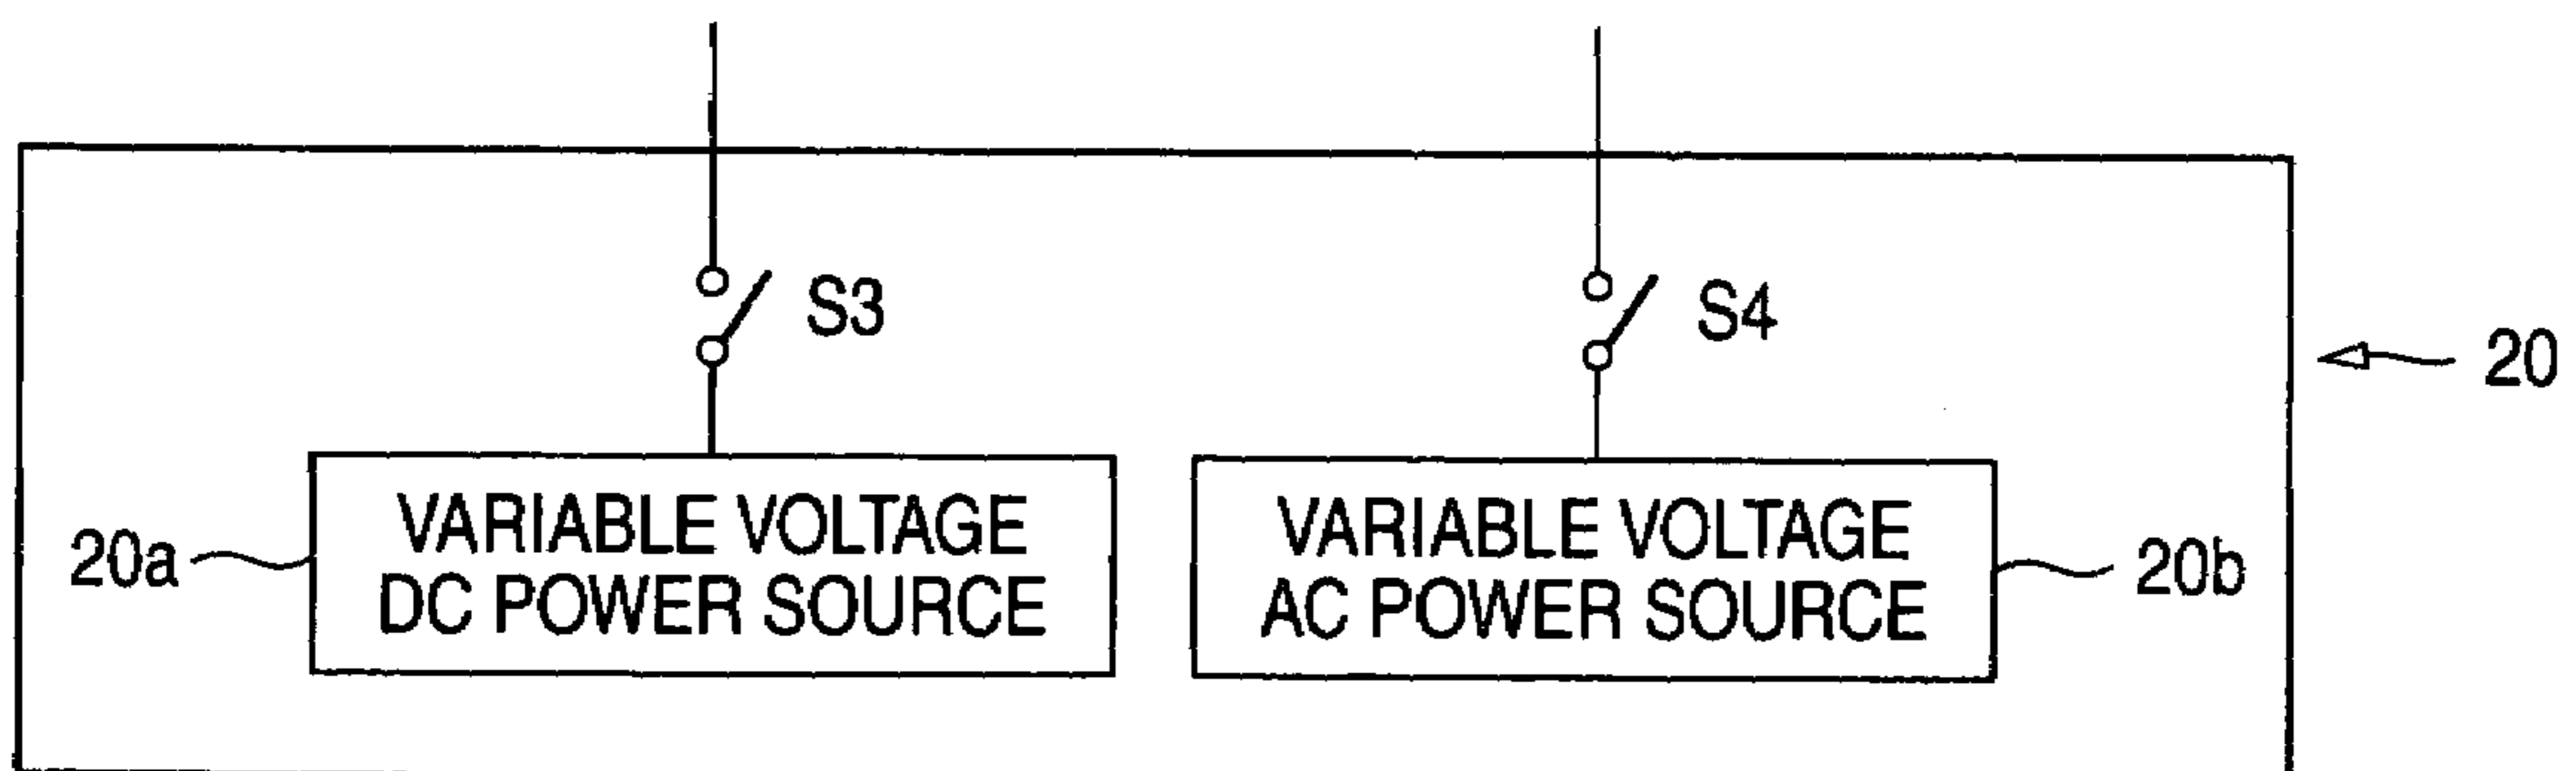 S3
S4
20
20a
VARIABLE VOLTAGE
DC POWER SOURCE
VARIABLE VOLTAGE
AC POWER SOURCE
20b